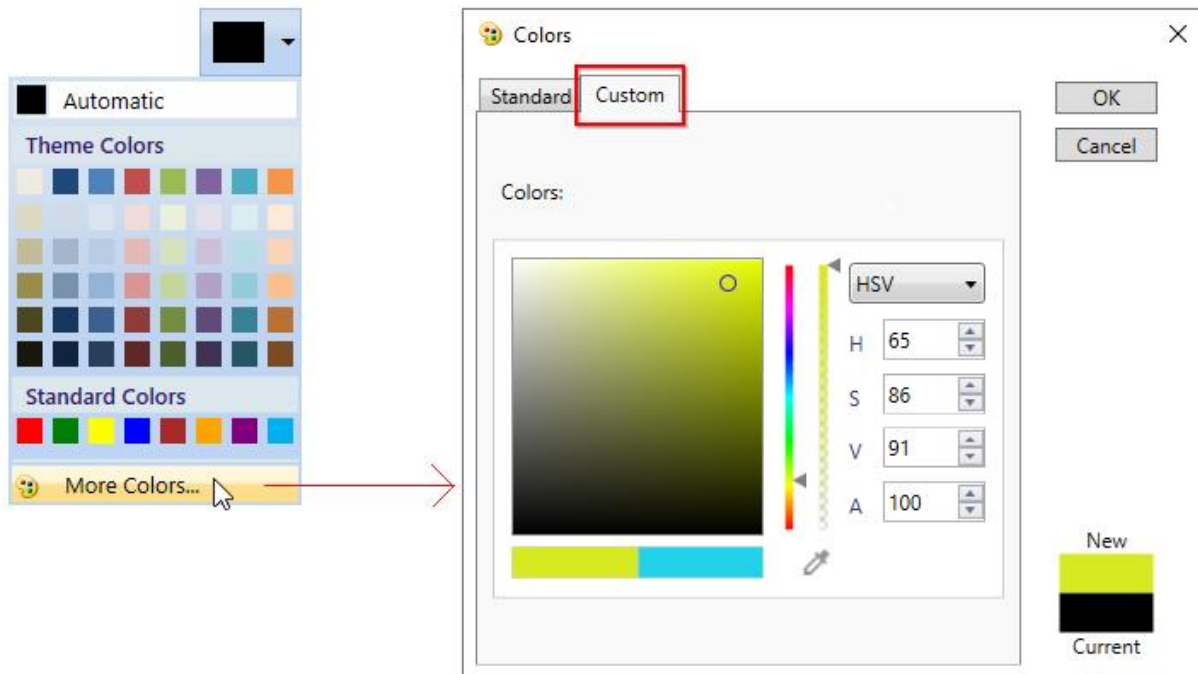 Automatic
Theme Colors
Standard Colors
More Colors...
Colors
Standard
Custom
OK
Cancel
Colors:
HSV
H 65
S 86
V 91
A 100
New
Current